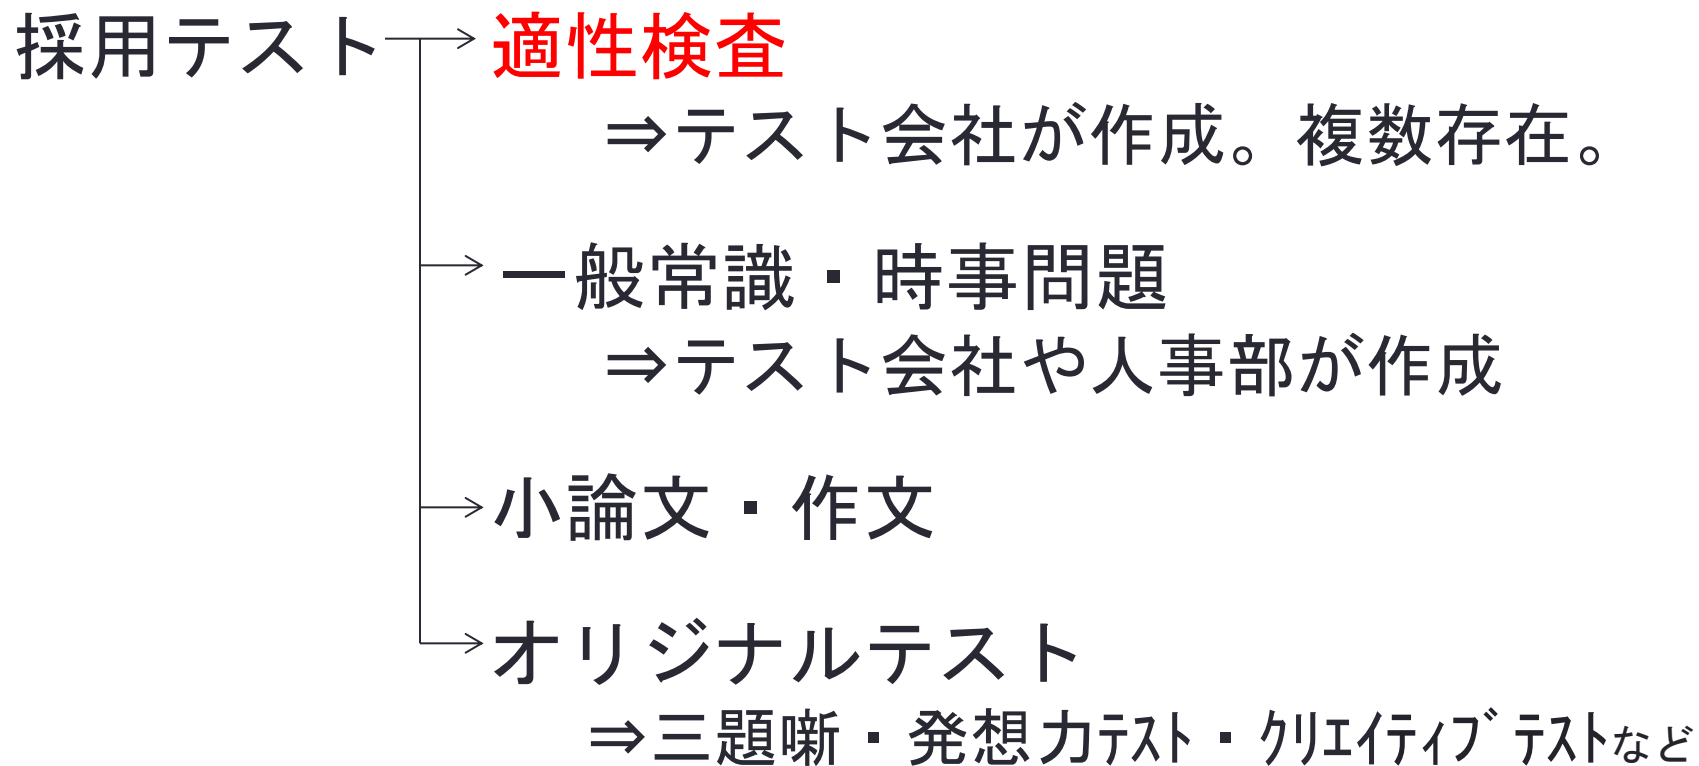 採用テスト
適性検査
⇒テスト会社が作成。複数存在。
一般常識・時事問題
⇒テスト会社や人事部が作成
小論文・作文
オリジナルテスト
⇒三題噺・発想力ﾃｽﾄ・ｸﾘｴｲﾃｨﾌﾞﾃｽﾄなど